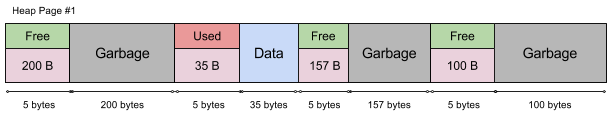 Heap Page #1
Free Used Free Free
Garbage Data Garbage Garbage
200 B 35 B 157 B 100 B
5 bytes 200 bytes 5 bytes 35 bytes 5 bytes 157 bytes 5 bytes 100 bytes